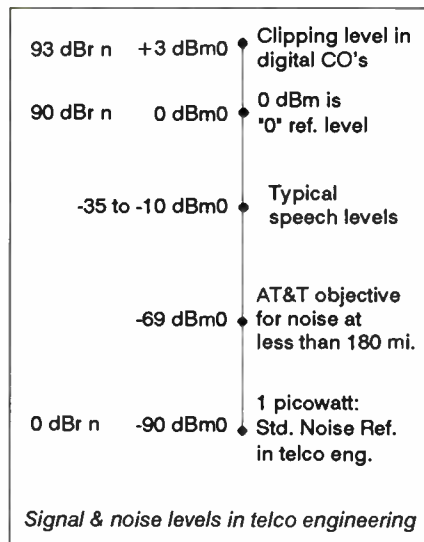 93 dBr n +3 dBm0 Clipping level in
digital CO's
90 dBr n 0 dBm0 0 dBm is
"0" ref. level
-35 to -10 dBm0 Typical
speech levels
-69 dBm0 AT&T objective
for noise at
less than 180 mi.
0 dBr n -90 dBm0 1 picowatt:
Std. Noise Ref.
in telco eng.
Signal & noise levels in telco engineering